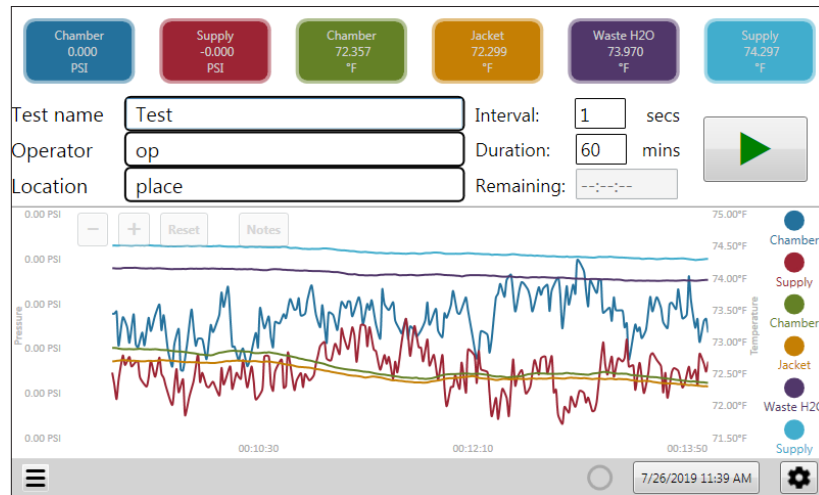 Chamber
0.000
PSI
Supply
-0.000
PSI
Chamber
72.357
°F
Jacket
72.299
°F
Waste H2O
73.970
°F
Supply
74.297
°F
Test name Test
Interval: 1 secs
Operator op
Duration: 60 mins
Location place
Remaining: --:--:--
− + Reset Notes
0.00 PSI
0.00 PSI
0.00 PSI
0.00 PSI
0.00 PSI
0.00 PSI
Pressure
75.00°F
74.50°F
74.00°F
73.50°F
73.00°F
72.50°F
72.00°F
71.50°F
Temperature
00:10:30 00:12:10 00:13:50
Chamber
Supply
Chamber
Jacket
Waste H2O
Supply
7/26/2019 11:39 AM